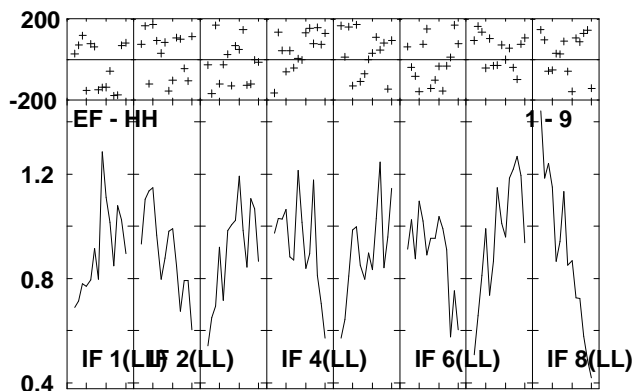 200
-200
EF - HH 1 - 9
1.2
0.8
IF 1(LL) IF 2(LL) IF 4(LL) IF 6(LL) IF 8(LL)
0.4